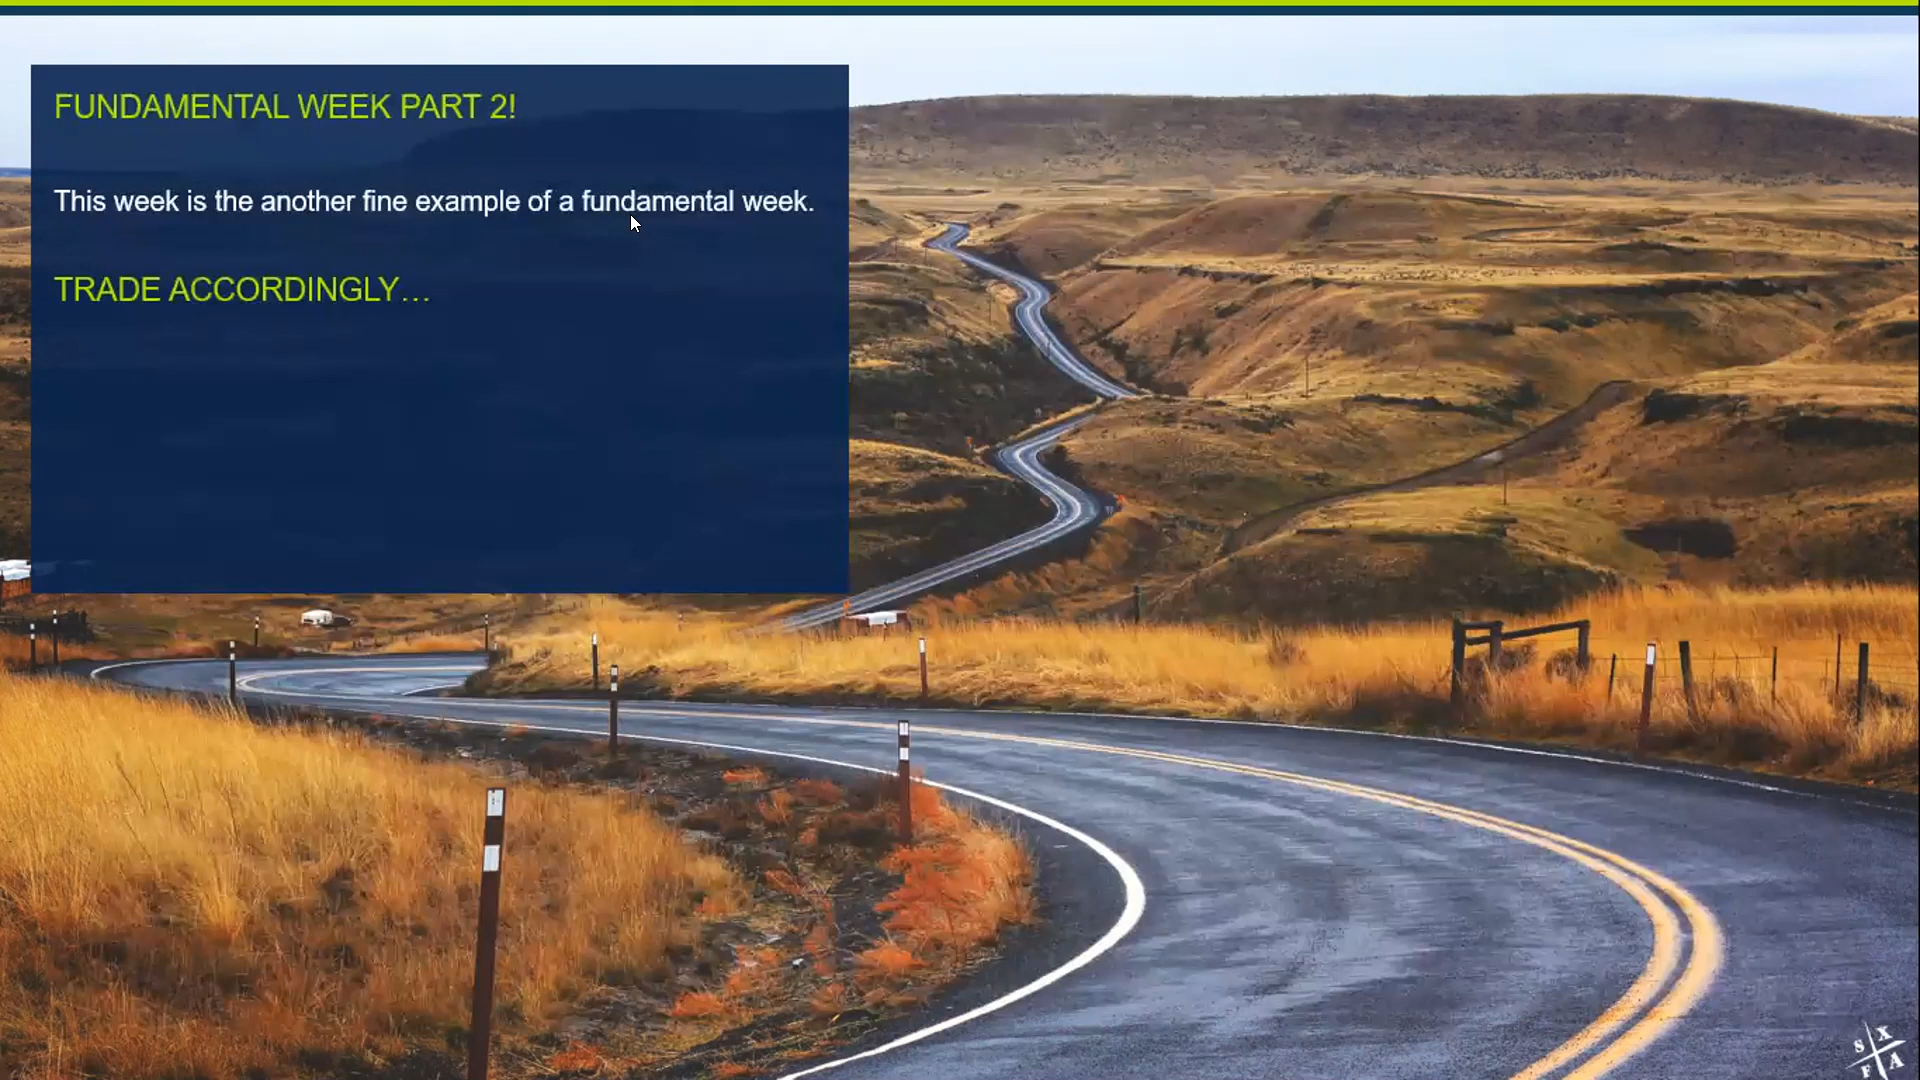 FUNDAMENTAL WEEK PART 2!
This week is the another fine example of a fundamental week.
TRADE ACCORDINGLY…
S X
F A